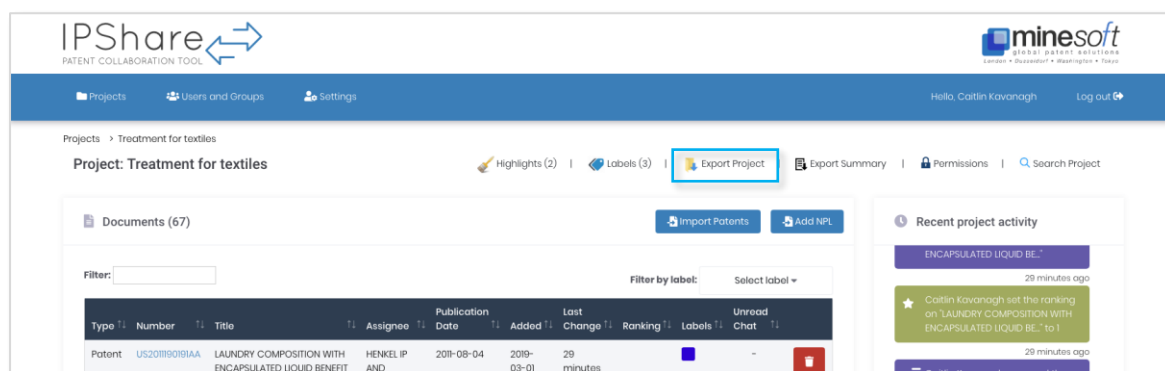 IPShare
PATENT COLLABORATION TOOL
minesoft
global patent solutions
London • Dusseldorf • Washington • Tokyo
Projects Users and Groups Settings Hello, Caitlin Kavanagh Log out
Projects > Treatment for textiles
Project: Treatment for textiles Highlights (2) | Labels (3) | Export Project | Export Summary | Permissions | Search Project
Documents (67) Import Patents Add NPL
Recent project activity
ENCAPSULATED LIQUID BE..."
29 minutes ago
Filter: Filter by label: Select label
Caitlin Kavanagh set the ranking
on "LAUNDRY COMPOSITION WITH
ENCAPSULATED LIQUID BE..." to 1
29 minutes ago
Type Number Title Assignee Publication Date Added Last Change Ranking Labels Unread Chat
Patent US2011190191AA LAUNDRY COMPOSITION WITH HENKEL IP 2011-08-04 2019- 29 -
ENCAPSULATED LIQUID BENEFIT AND 03-01 minutes